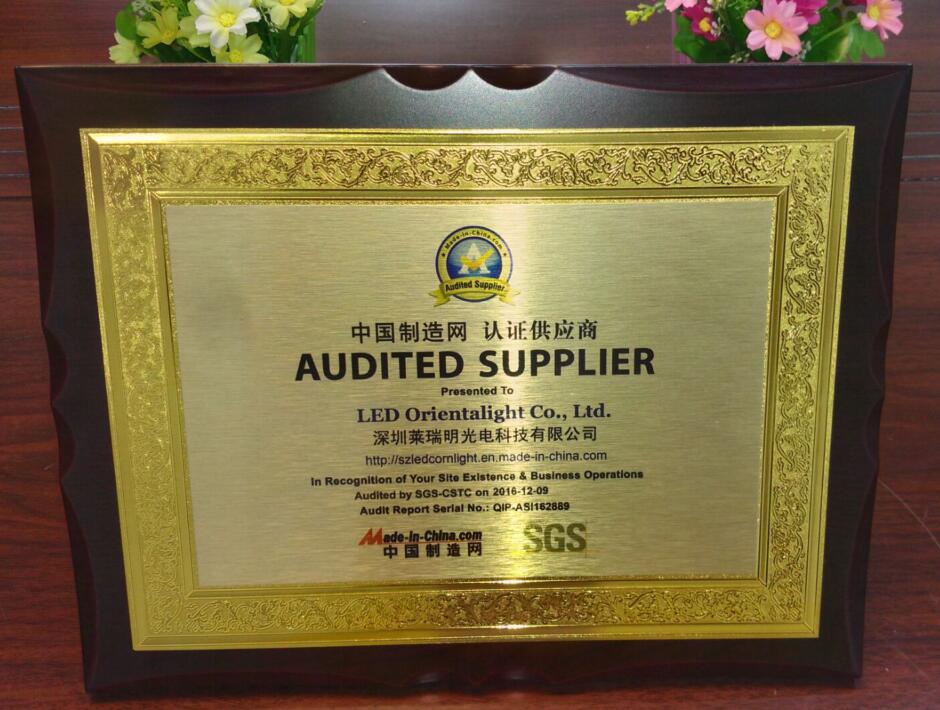 Made-in-China.com
A
Audited Supplier
中国制造网 认证供应商
AUDITED SUPPLIER
Presented To
LED Orientalight Co., Ltd.
深圳莱瑞明光电科技有限公司
http://szledcornlight.en.made-in-china.com
In Recognition of Your Site Existence & Business Operations
Audited by SGS-CSTC on 2016-12-09
Audit Report Serial No.: QIP-ASI162889
Made-in-China.com
中国制造网
SGS